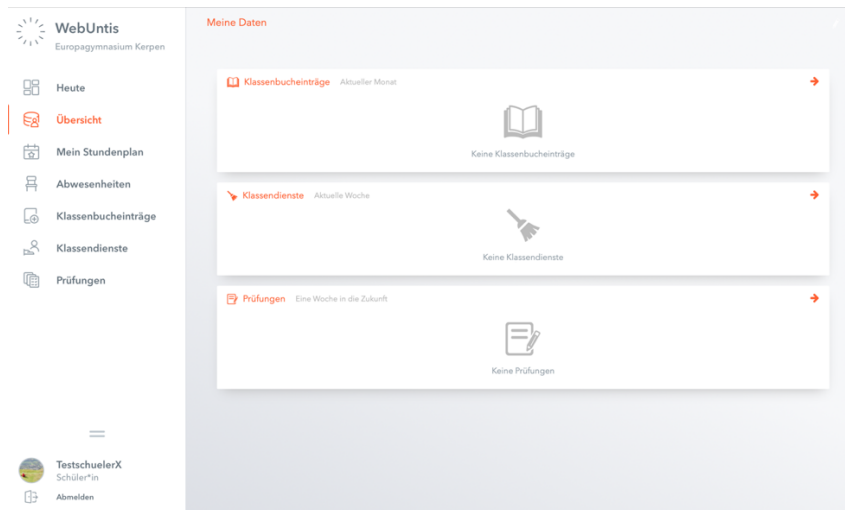 WebUntis
Europagymnasium Kerpen
Heute
Übersicht
Mein Stundenplan
Abwesenheiten
Klassenbucheinträge
Klassendienste
Prüfungen
TestschuelerX
Schüler*in
Abmelden
Meine Daten
Klassenbucheinträge Aktueller Monat
Keine Klassenbucheinträge
Klassendienste Aktuelle Woche
Keine Klassendienste
Prüfungen Eine Woche in die Zukunft
Keine Prüfungen